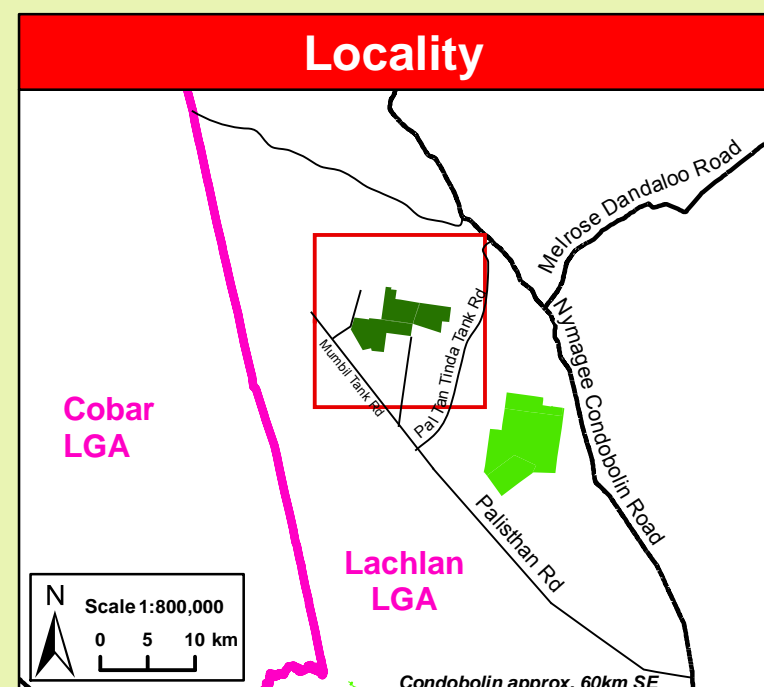 Locality
Melrose Dandaloo Road
Nymagee Condobolin Road
Pal Tan Tinda Tank Rd
Mumbil Tank Rd
Cobar
LGA
Palisthan Rd
Lachlan
LGA
N
Scale 1:800,000
0 5 10 km
Condobolin approx. 60km SE